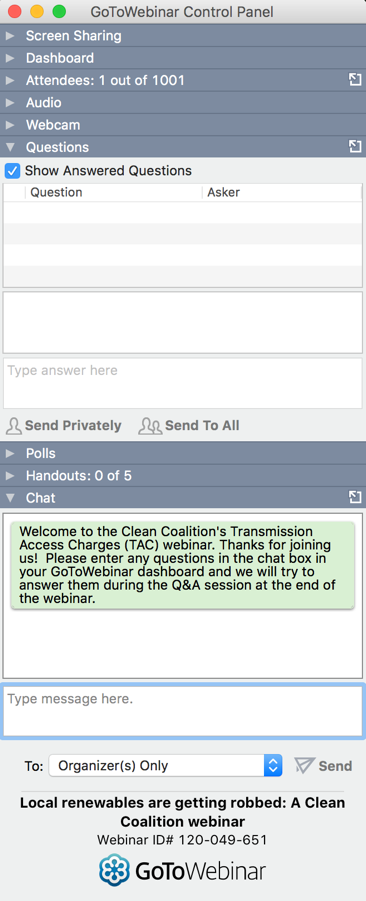 GoToWebinar Control Panel
Screen Sharing
Dashboard
Attendees: 1 out of 1001
Audio
Webcam
Questions
Show Answered Questions
Question Asker
Type answer here
Send Privately Send To All
Polls
Handouts: 0 of 5
Chat
Welcome to the Clean Coalition's Transmission
Access Charges (TAC) webinar. Thanks for joining
us!  Please enter any questions in the chat box in
your GoToWebinar dashboard and we will try to
answer them during the Q&A session at the end of
the webinar.
Type message here.
To: Organizer(s) Only Send
Local renewables are getting robbed: A Clean
Coalition webinar
Webinar ID# 120-049-651
GoToWebinar